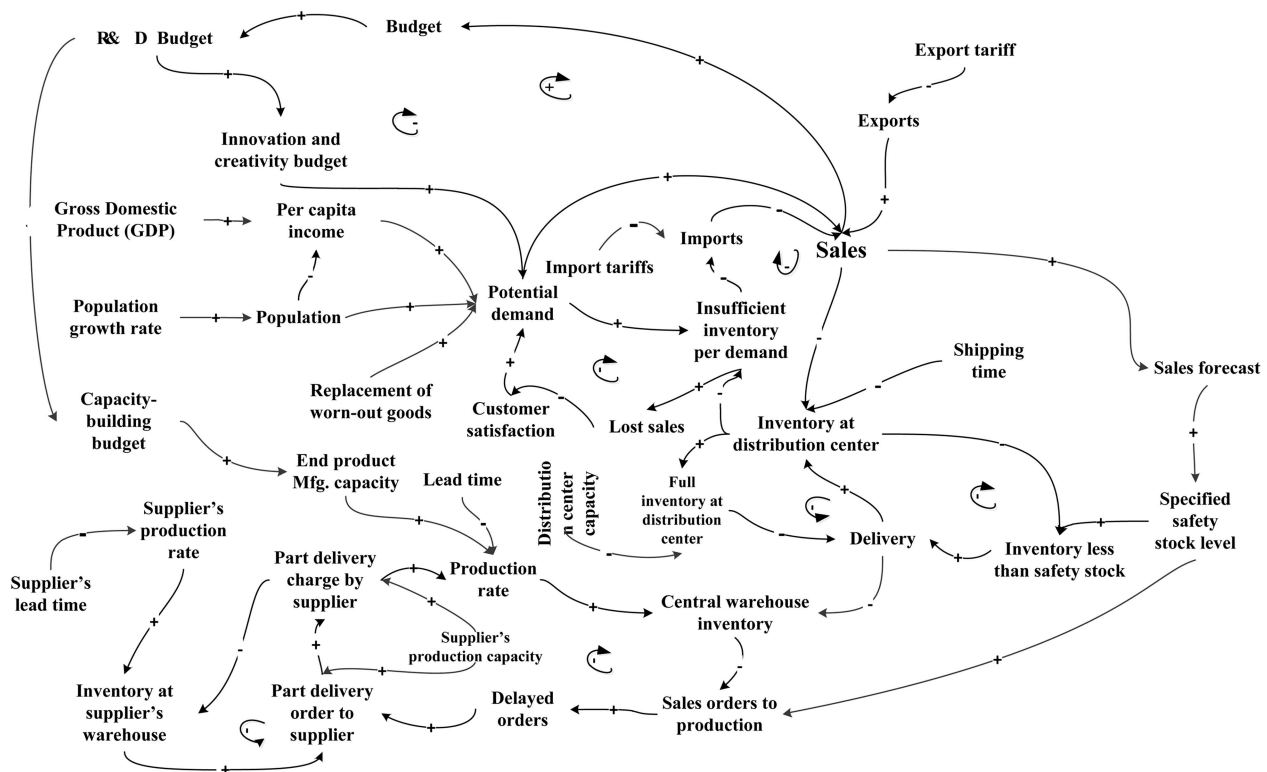 Budget
R& D Budget
Export tariff
Exports
Innovation and
creativity budget
Gross Domestic
Product (GDP)
Per capita
income
Imports
Sales
Import tariffs
Population
growth rate
Population
Potential
demand
Insufficient
inventory
per demand
Shipping
time
Sales forecast
Replacement of
worn-out goods
Capacity-
building
budget
Customer
satisfaction
Lost sales
Inventory at
distribution center
End product
Mfg. capacity
Lead time
Distributio
n center
capacity
Full
inventory at
distribution
center
Specified
safety
stock level
Supplier's
production
rate
Delivery
Inventory less
than safety stock
Supplier's
lead time
Part delivery
charge by
supplier
Production
rate
Central warehouse
inventory
Supplier's
production capacity
Inventory at
supplier's
warehouse
Part delivery
order to
supplier
Delayed
orders
Sales orders to
production